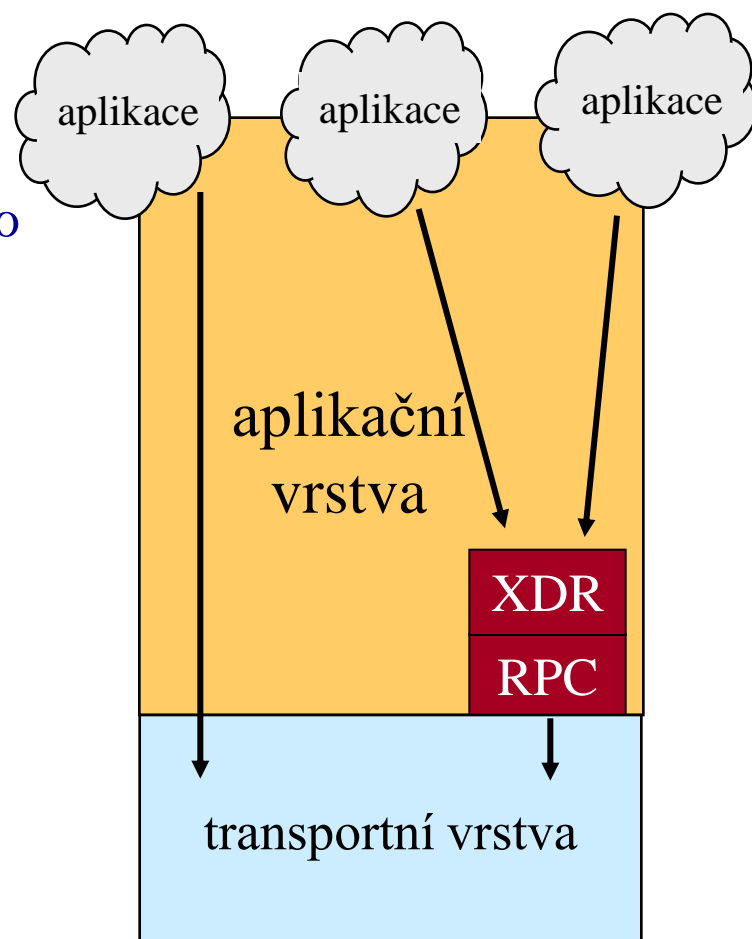 aplikace
aplikace
aplikace
o
aplikační
vrstva
XDR
RPC
transportní vrstva